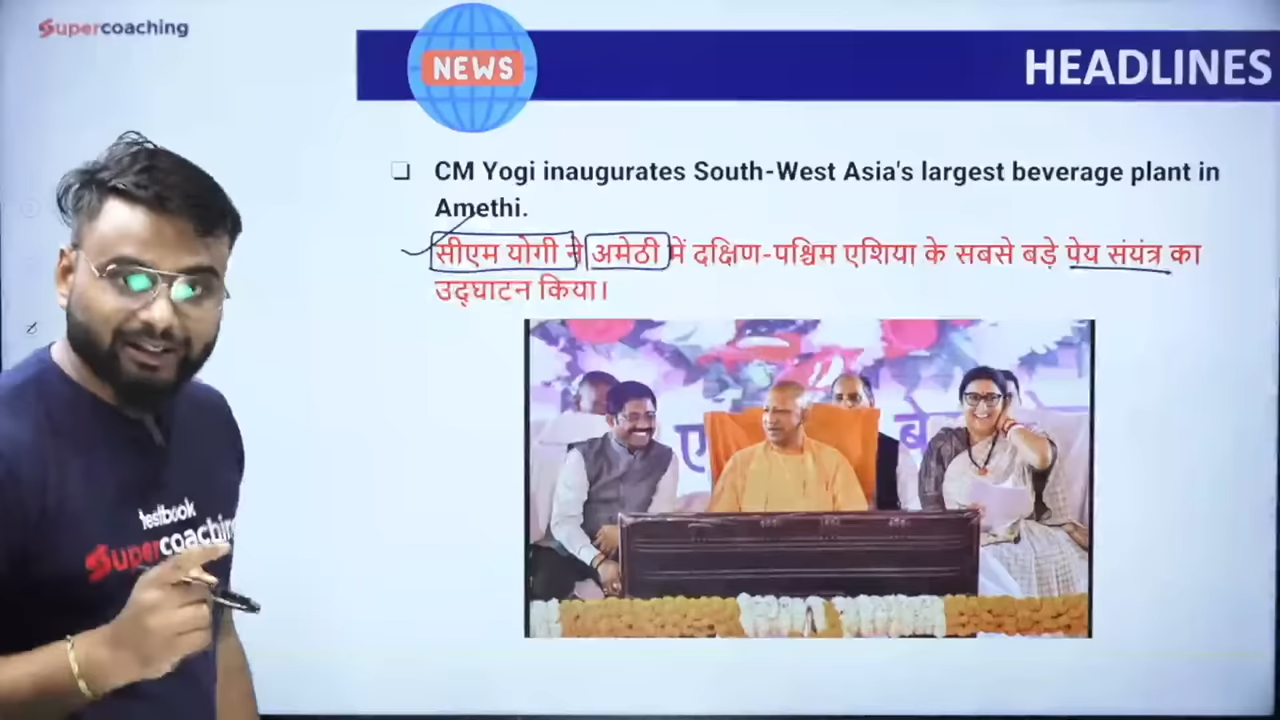 Supercoaching
NEWS
HEADLINES
CM Yogi inaugurates South-West Asia's largest beverage plant in
Amethi.
सीएम योगी ने अमेठी में दक्षिण-पश्चिम एशिया के सबसे बड़े पेय संयंत्र का
उद्घाटन किया।
ए
बे
testbook
Supercoaching